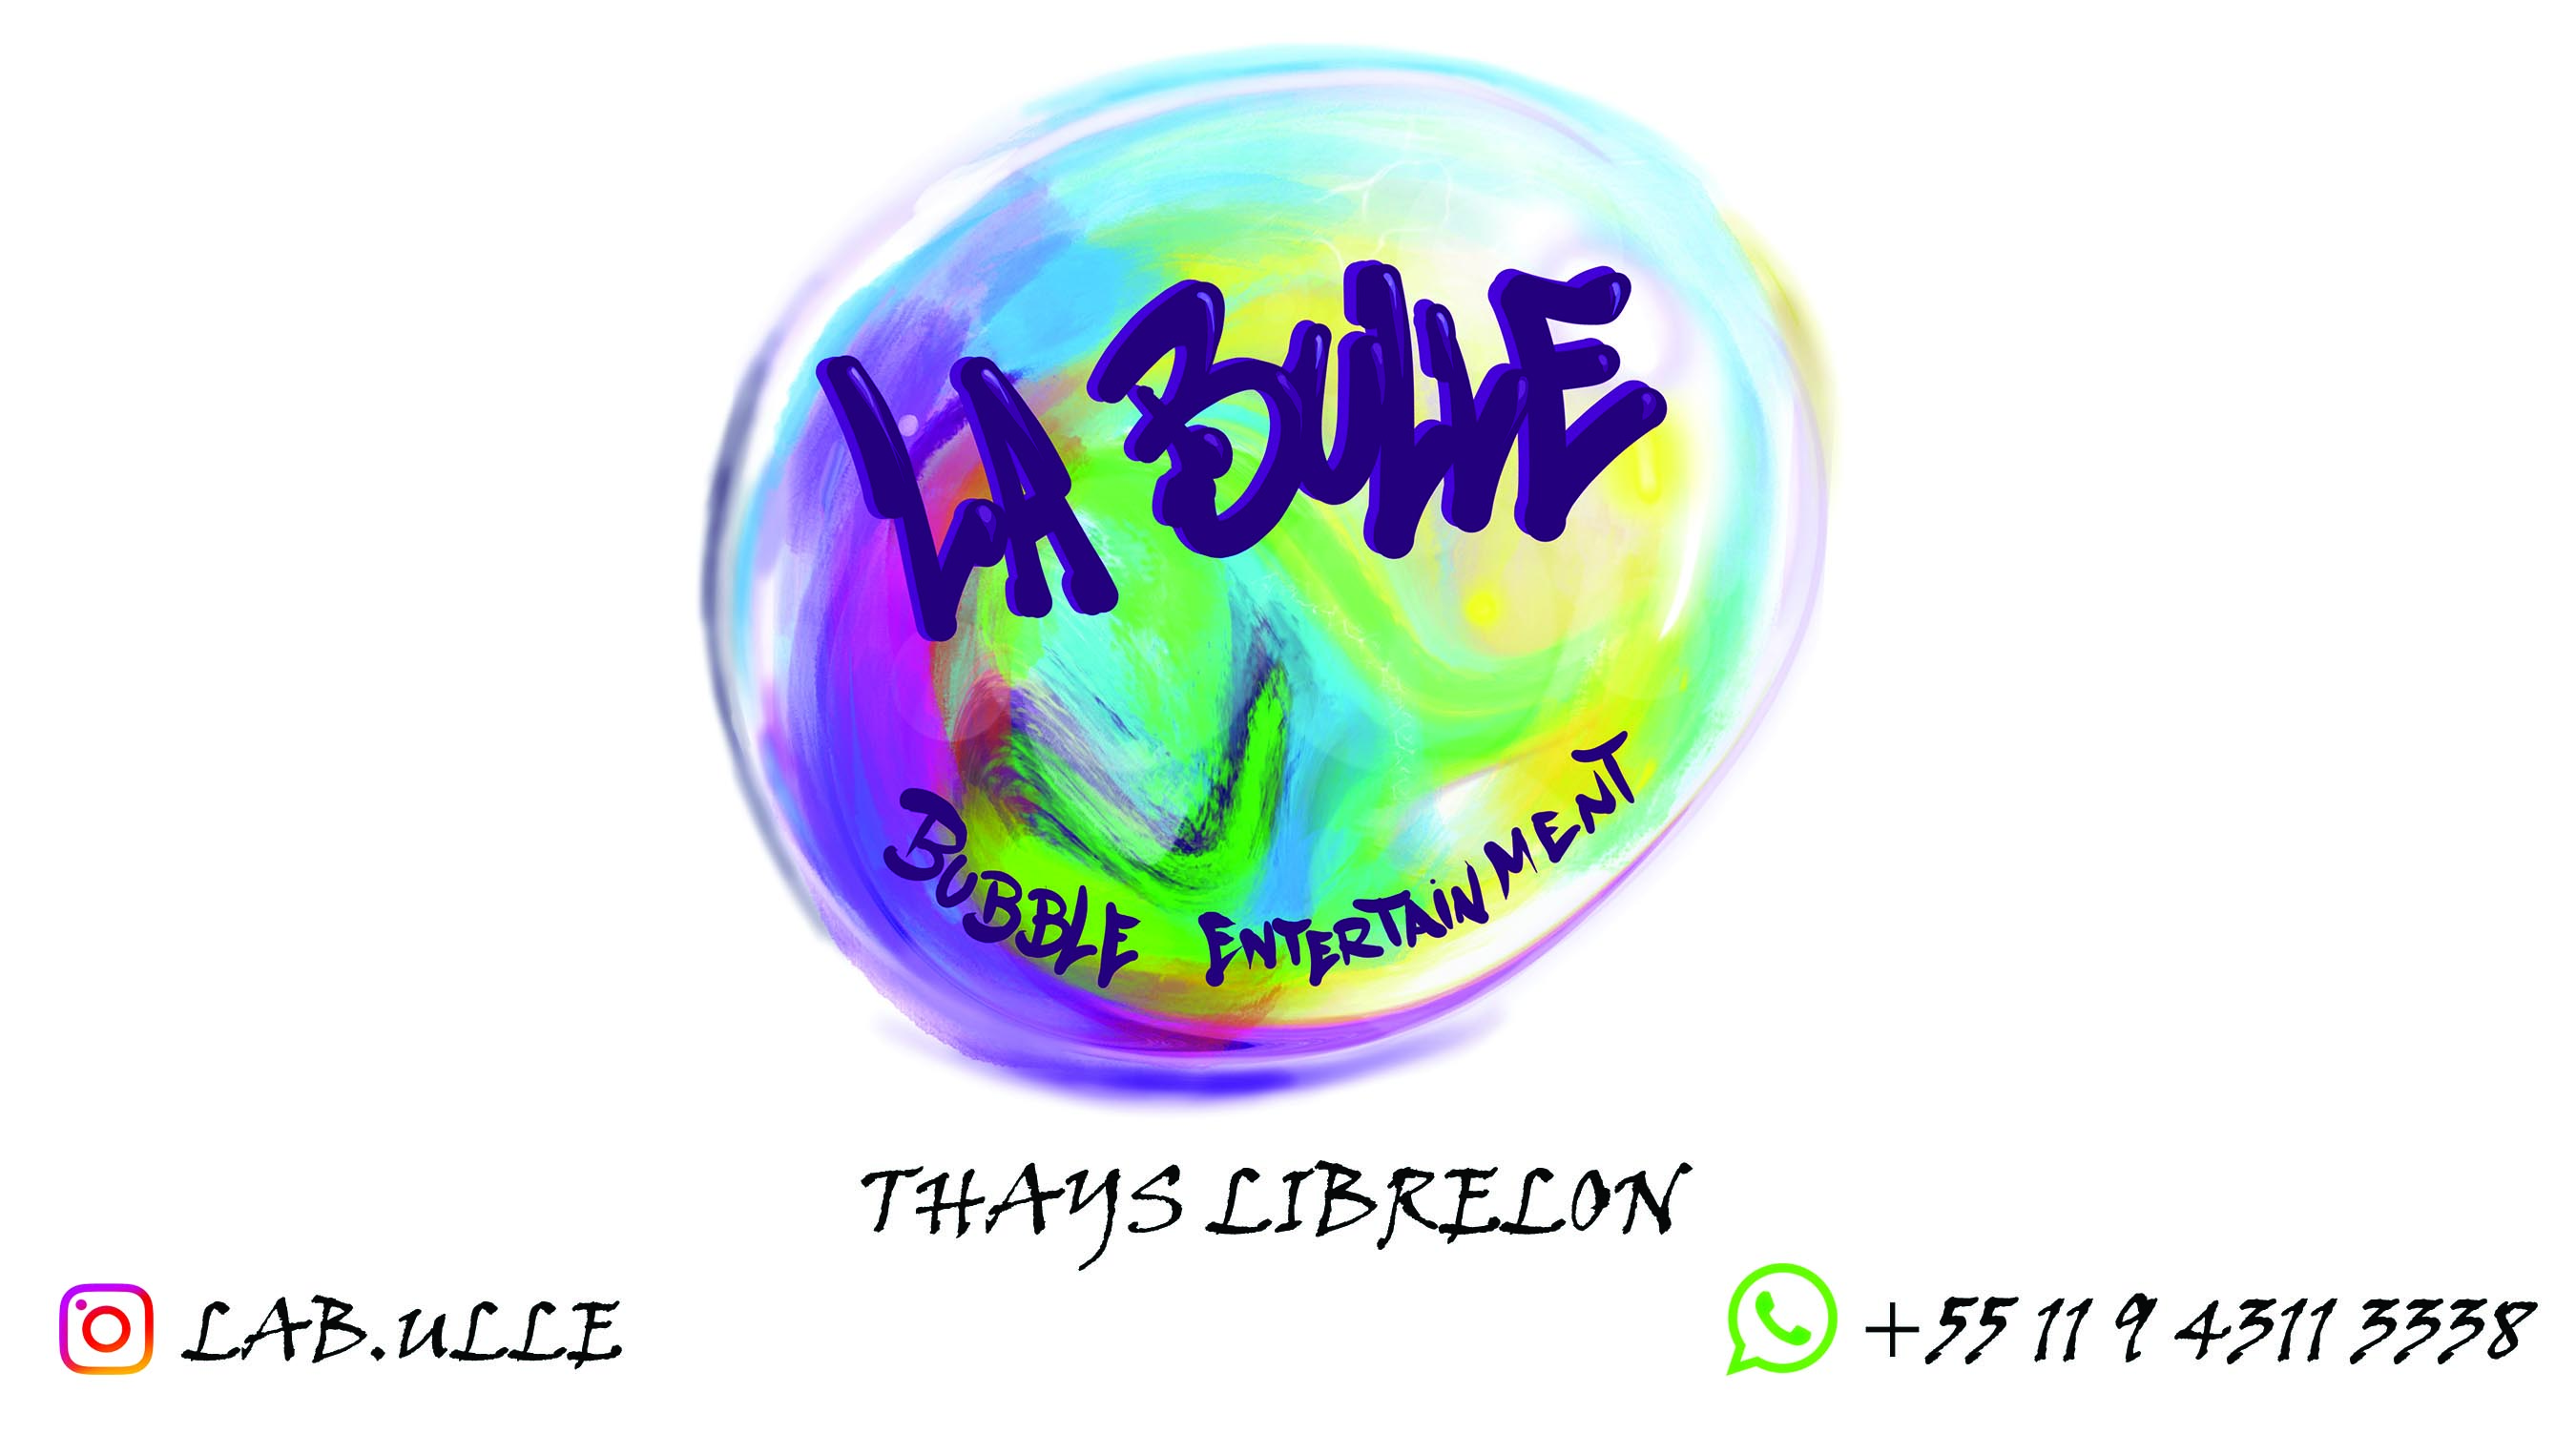 LA BULLE
BUBBLE ENTERTAiNMENT
THAYS LIBRELON
LAB.ULLE
+55 11 9 4311 3338